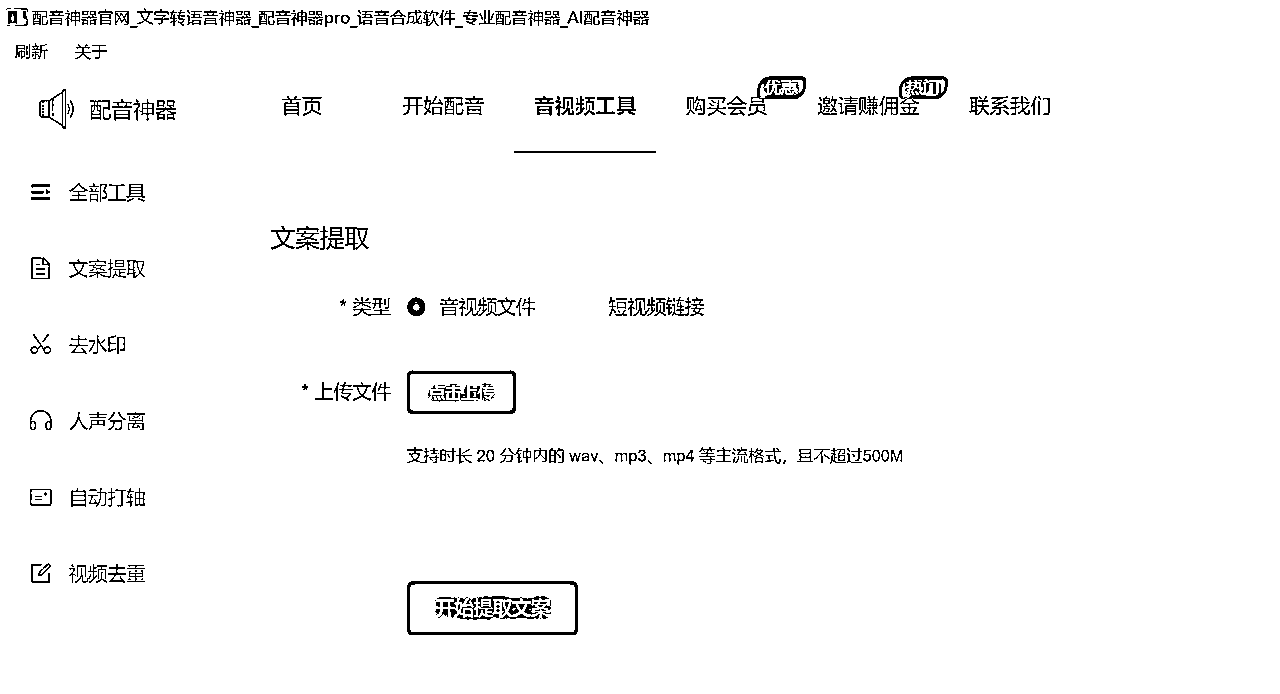 配音神器官网_文字转语音神器_配音神器pro_语音合成软件_专业配音神器_AI配音神器
刷新 关于
配音神器 首页 开始配音 音视频工具 购买会员 优惠 邀请赚佣金 热门 联系我们
全部工具
文案提取
文案提取
* 类型 音视频文件 短视频链接
去水印
* 上传文件 点击上传
人声分离
支持时长 20 分钟内的 wav、mp3、mp4 等主流格式，且不超过500M
自动打轴
视频去重
开始提取文案